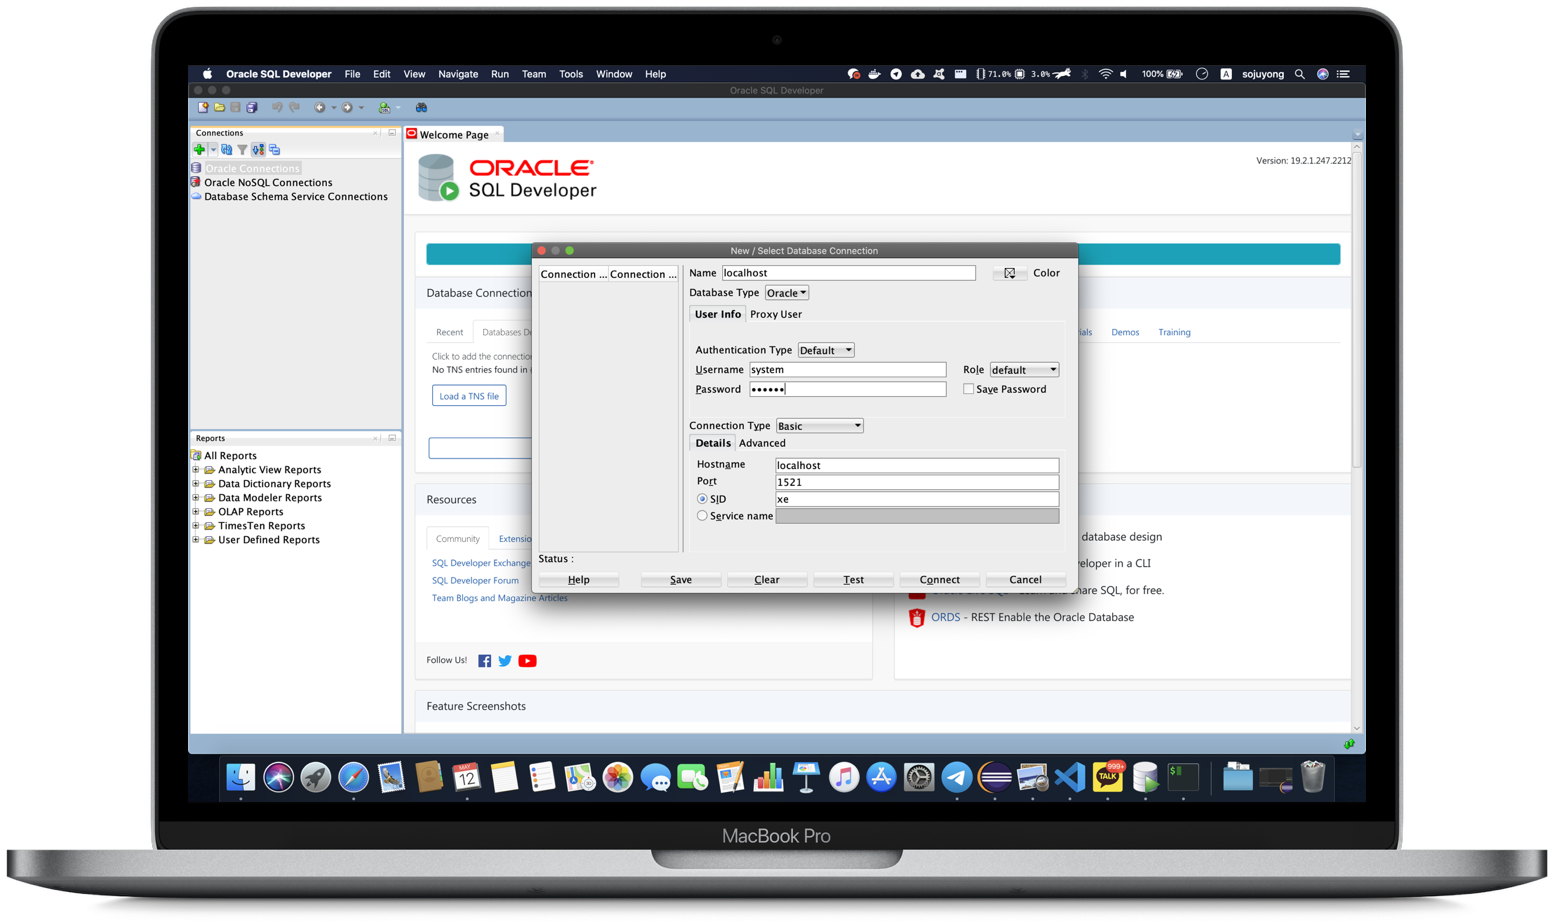 Oracle SQL Developer File Edit View Navigate Run Team Tools Window Help 71.0% 3.0% 100% A sojuyong
Oracle SQL Developer
Connections
Oracle Connections
Oracle NoSQL Connections
Database Schema Service Connections
Reports
All Reports
Analytic View Reports
Data Dictionary Reports
Data Modeler Reports
OLAP Reports
TimesTen Reports
User Defined Reports
Welcome Page
ORACLE
SQL Developer
Version: 19.2.1.247.2212
Database Connection
Recent Databases
Click to add the connectio
No TNS entries found in
Load a TNS file
Demos Training
New / Select Database Connection
Connection ... Connection ...
Name localhost Color
Database Type Oracle
User Info Proxy User
Authentication Type Default
Username system Role default
Password •••••• Save Password
Connection Type Basic
Details Advanced
Hostname localhost
Port 1521
SID xe
Service name
Status :
Help Save Clear Test Connect Cancel
Resources
Community Extensio
SQL Developer Exchange
SQL Developer Forum
Team Blogs and Magazine Articles
database design
eloper in a CLI
hare SQL, for free.
ORDS - REST Enable the Oracle Database
Follow Us!
Feature Screenshots
MAY
12
999+
TALK
$
MacBook Pro